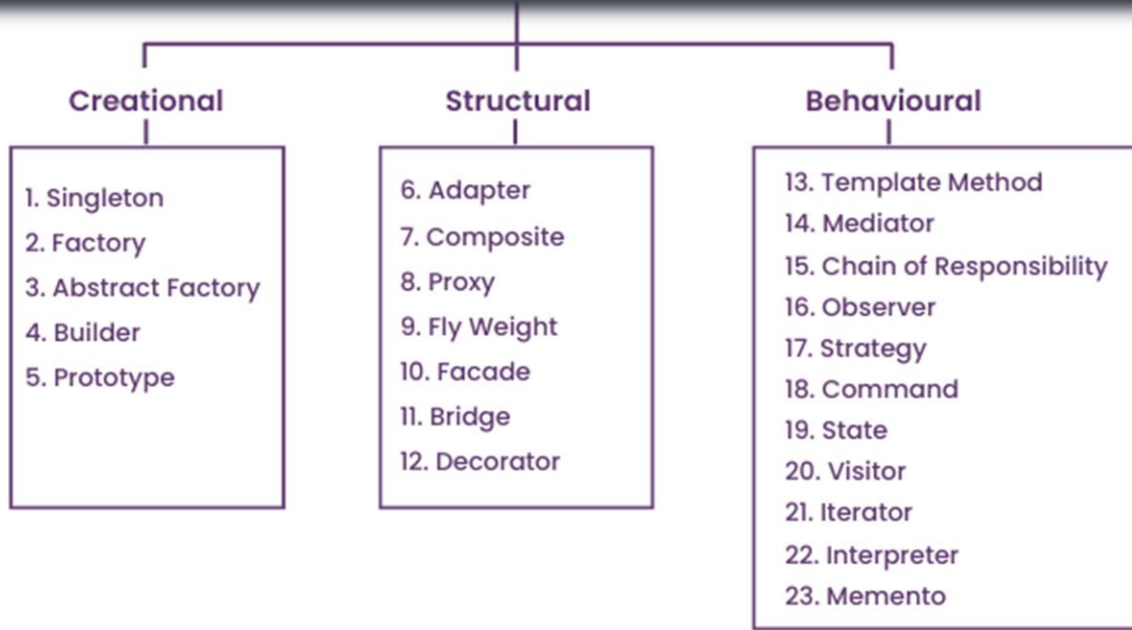 Creational
1. Singleton
2. Factory
3. Abstract Factory
4. Builder
5. Prototype
Structural
6. Adapter
7. Composite
8. Proxy
9. Fly Weight
10. Facade
11. Bridge
12. Decorator
Behavioural
13. Template Method
14. Mediator
15. Chain of Responsibility
16. Observer
17. Strategy
18. Command
19. State
20. Visitor
21. Iterator
22. Interpreter
23. Memento